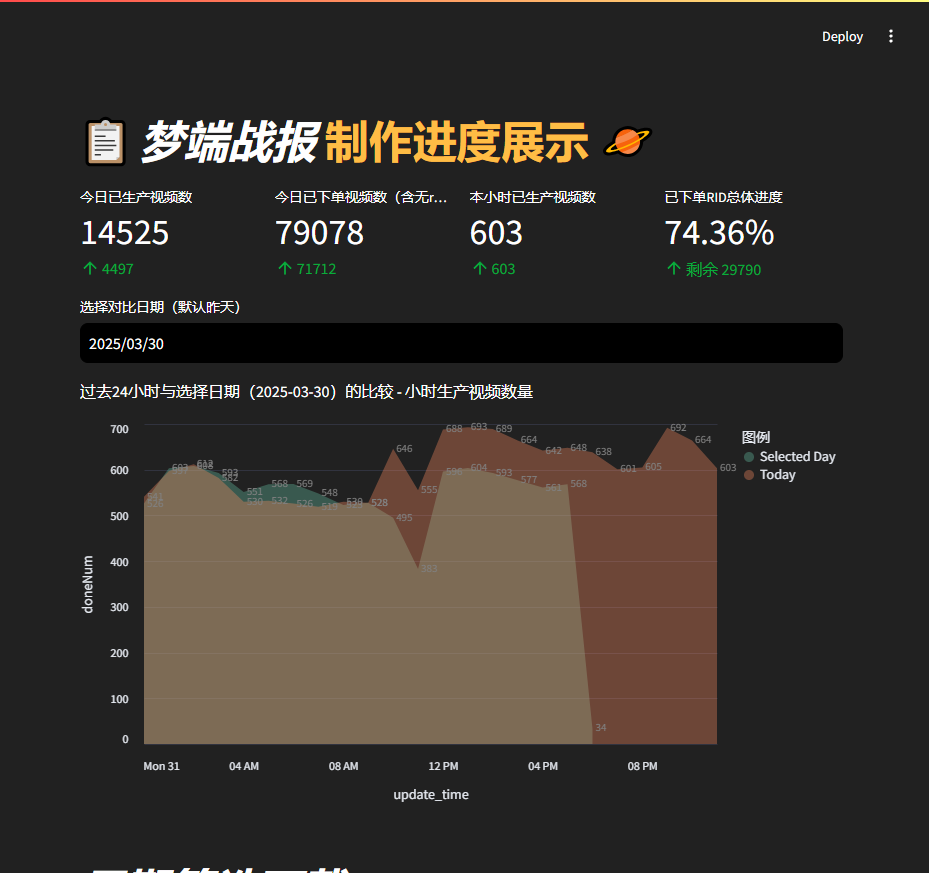 Deploy
梦端战报制作进度展示
今日已生产视频数
14525
4497
今日已下单视频数（含无r...
79078
71712
本小时已生产视频数
603
603
已下单RID总体进度
74.36%
剩余 29790
选择对比日期（默认昨天）
2025/03/30
过去24小时与选择日期（2025-03-30）的比较 - 小时生产视频数量
图例
Selected Day
Today
doneNum
700
600
500
400
300
200
100
0
612
593
582
551
530
568
532
569
526
548
519
539
528
646
495
555
383
688
598
693
604
689
593
664
577
642
561
648
568
638
34
601
605
692
664
603
Mon 31
04 AM
08 AM
12 PM
04 PM
08 PM
update_time